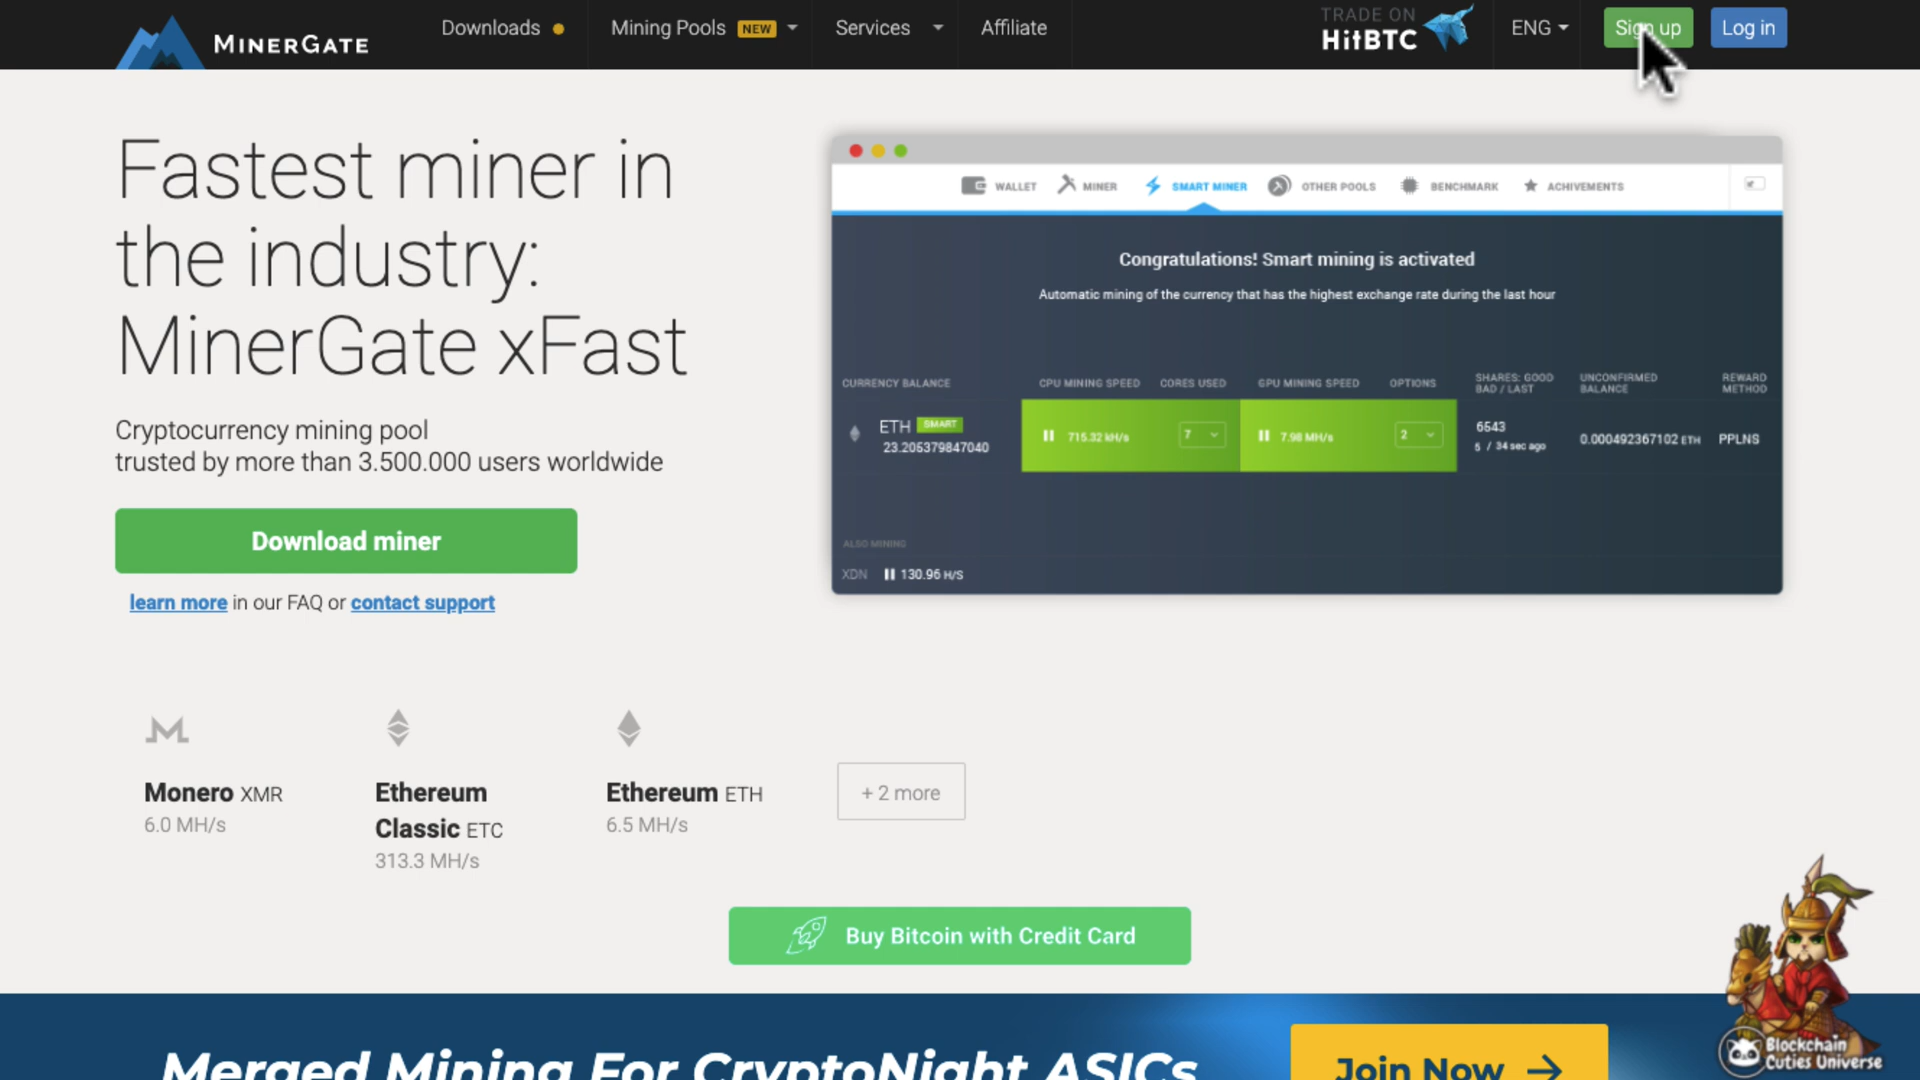 MINERGATE
Downloads
Mining Pools NEW
Services
Affiliate
TRADE ON
HitBTC
ENG
Sign up
Log in
Fastest miner in
the industry:
MinerGate xFast
Cryptocurrency mining pool
trusted by more than 3.500.000 users worldwide
Download miner
learn more in our FAQ or contact support
WALLET
MINER
SMART MINER
OTHER POOLS
BENCHMARK
ACHIVEMENTS
Congratulations! Smart mining is activated
Automatic mining of the currency that has the highest exchange rate during the last hour
CURRENCY BALANCE
CPU MINING SPEED
CORES USED
GPU MINING SPEED
OPTIONS
SHARES: GOOD
BAD / LAST
UNCONFIRMED
BALANCE
REWARD
METHOD
ETH SMART
23.205379847040
715.32 kH/s
7
7.98 MH/s
2
6543
5 / 34 sec ago
0.000492367102 ETH
PPLNS
ALSO MINING
XDN 130.96 H/S
Monero XMR
6.0 MH/s
Ethereum
Classic ETC
313.3 MH/s
Ethereum ETH
6.5 MH/s
+ 2 more
Buy Bitcoin with Credit Card
Merged Mining For CryptoNight ASICs
Join Now →
Blockchain
Cuties Universe